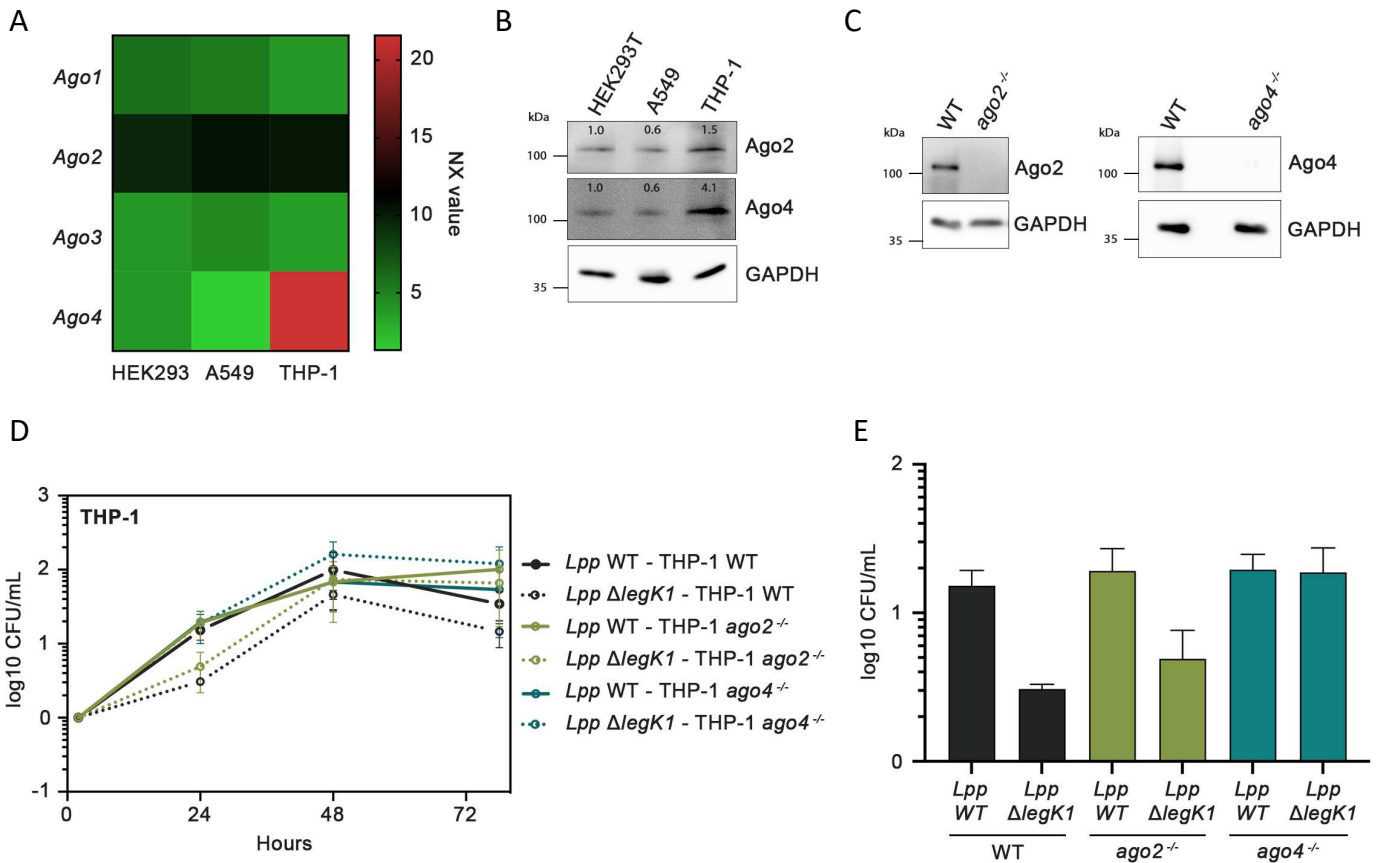 A
Ago1
Ago2
Ago3
Ago4
HEK293 A549 THP-1
20
15
10
5
NX value
B
HEK293T A549 THP-1
kDa
1.0 0.6 1.5
100
Ago2
1.0 0.6 4.1
100
Ago4
35
GAPDH
C
WT ago2-/-
kDa
100
Ago2
35
GAPDH
WT ago4-/-
kDa
100
Ago4
35
GAPDH
D
THP-1
3
2
1
0
-1
log10 CFU/mL
0 24 48 72
Hours
Lpp WT - THP-1 WT
Lpp ΔlegK1 - THP-1 WT
Lpp WT - THP-1 ago2-/-
Lpp ΔlegK1 - THP-1 ago2-/-
Lpp WT - THP-1 ago4-/-
Lpp ΔlegK1 - THP-1 ago4-/-
E
2
1
0
log10 CFU/mL
Lpp Lpp Lpp Lpp Lpp Lpp
WT ΔlegK1 WT ΔlegK1 WT ΔlegK1
WT ago2-/- ago4-/-